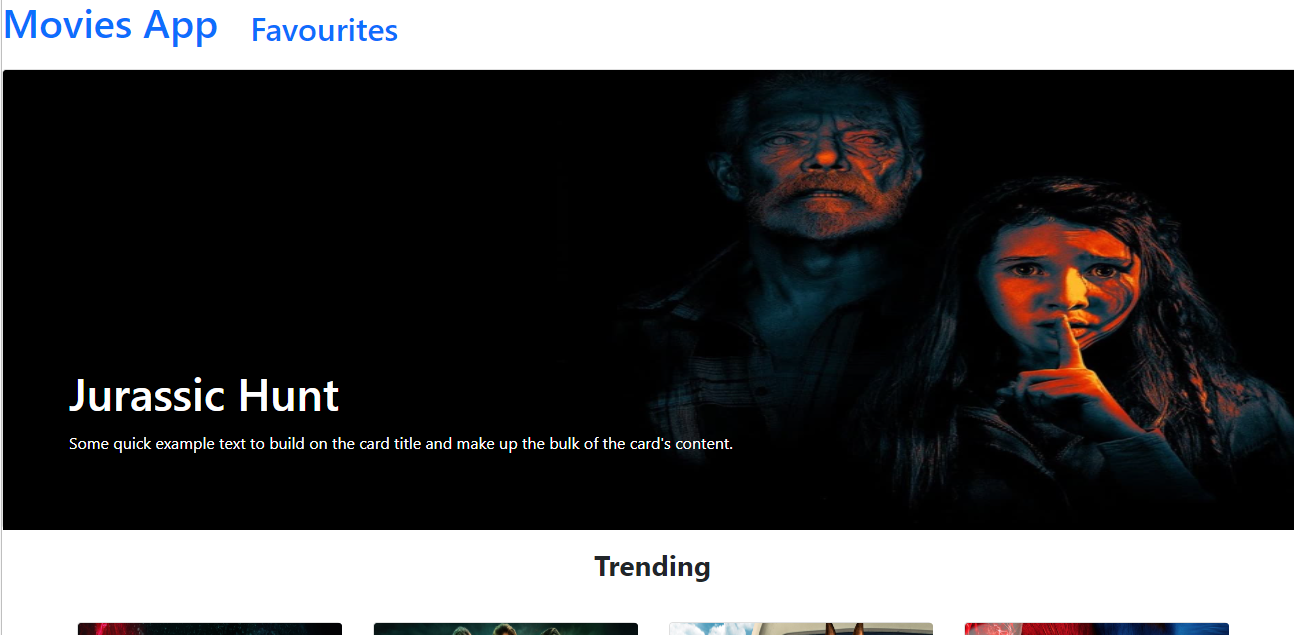 Movies App Favourites
Jurassic Hunt
Some quick example text to build on the card title and make up the bulk of the card's content.
Trending